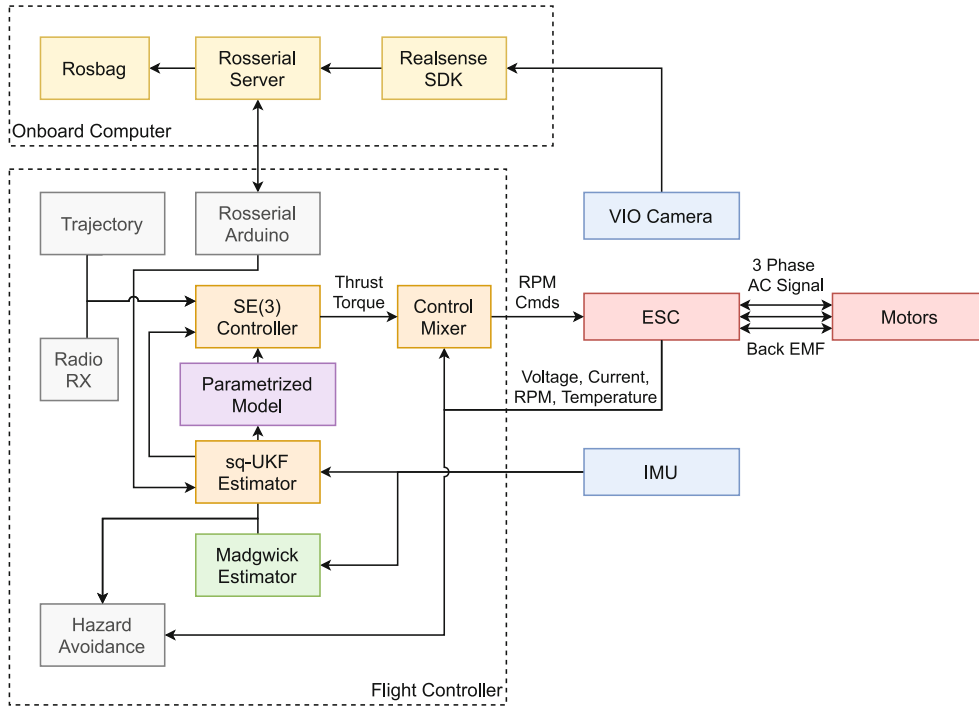 Rosbag
Rosserial
Server
Realsense
SDK
Onboard Computer
Trajectory
Rosserial
Arduino
VIO Camera
Thrust
Torque
RPM
Cmds
3 Phase
AC Signal
SE(3)
Controller
Control
Mixer
ESC
Motors
Back EMF
Radio
RX
Voltage, Current,
RPM, Temperature
Parametrized
Model
sq-UKF
Estimator
IMU
Madgwick
Estimator
Hazard
Avoidance
Flight Controller